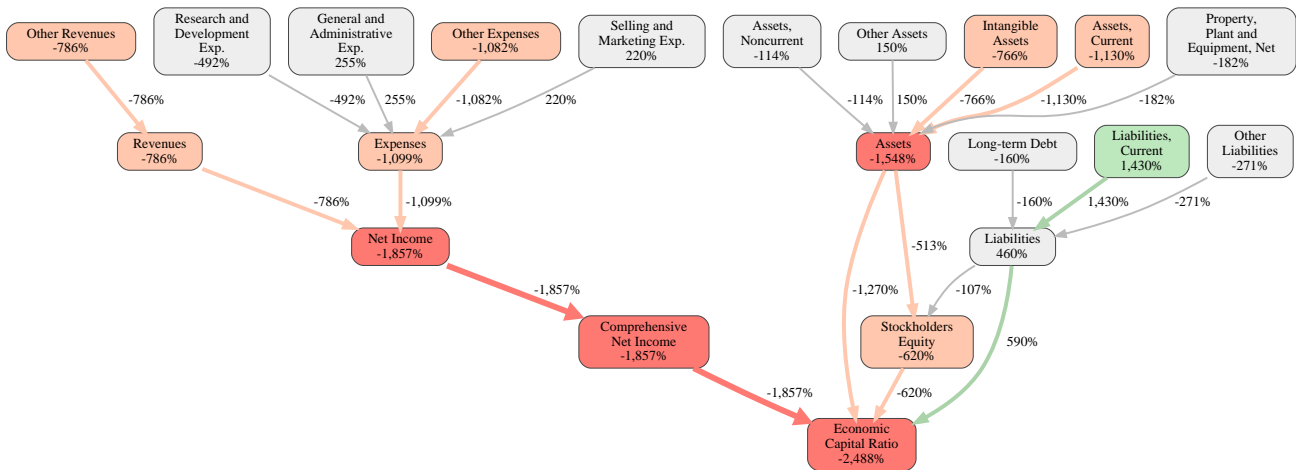 Other Revenues
-786%
Research and
Development
Exp.
-492%
General and
Administrative
Exp.
255%
Other Expenses
-1,082%
Selling and
Marketing Exp.
220%
Assets,
Noncurrent
-114%
Other Assets
150%
Intangible
Assets
-766%
Assets,
Current
-1,130%
Property,
Plant and
Equipment, Net
-182%
-786%
-492%
255%
-1,082%
220%
-114%
150%
-766%
-1,130%
-182%
Revenues
-786%
Expenses
-1,099%
Assets
-1,548%
Long-term Debt
-160%
Liabilities,
Current
1,430%
Other
Liabilities
-271%
-786%
-1,099%
-160%
1,430%
-271%
Net Income
-1,857%
-513%
Liabilities
460%
-1,857%
-1,270%
-107%
Comprehensive
Net Income
-1,857%
Stockholders
Equity
-620%
590%
-1,857%
-620%
Economic
Capital Ratio
-2,488%